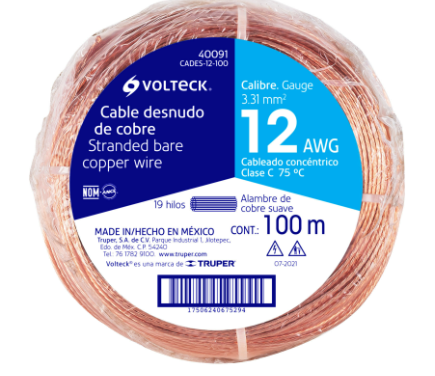 40091
CADES-12-100
VOLTECK.
Cable desnudo
de cobre
Stranded bare
copper wire
Calibre. Gauge
3.31 mm²
12 AWG
Cableado concéntrico
Clase C 75 ºC
NOM ANCE
19 hilos
Alambre de
cobre suave
MADE IN/HECHO EN MÉXICO
Truper, S.A. de C.V. Parque Industrial 1, Jilotepec,
Edo. de Méx. C.P. 54240
Tel: 76 1782 9100. www.truper.com
Volteck® es una marca de TRUPER®
CONT.: 100 m
07-2021
17506240675294